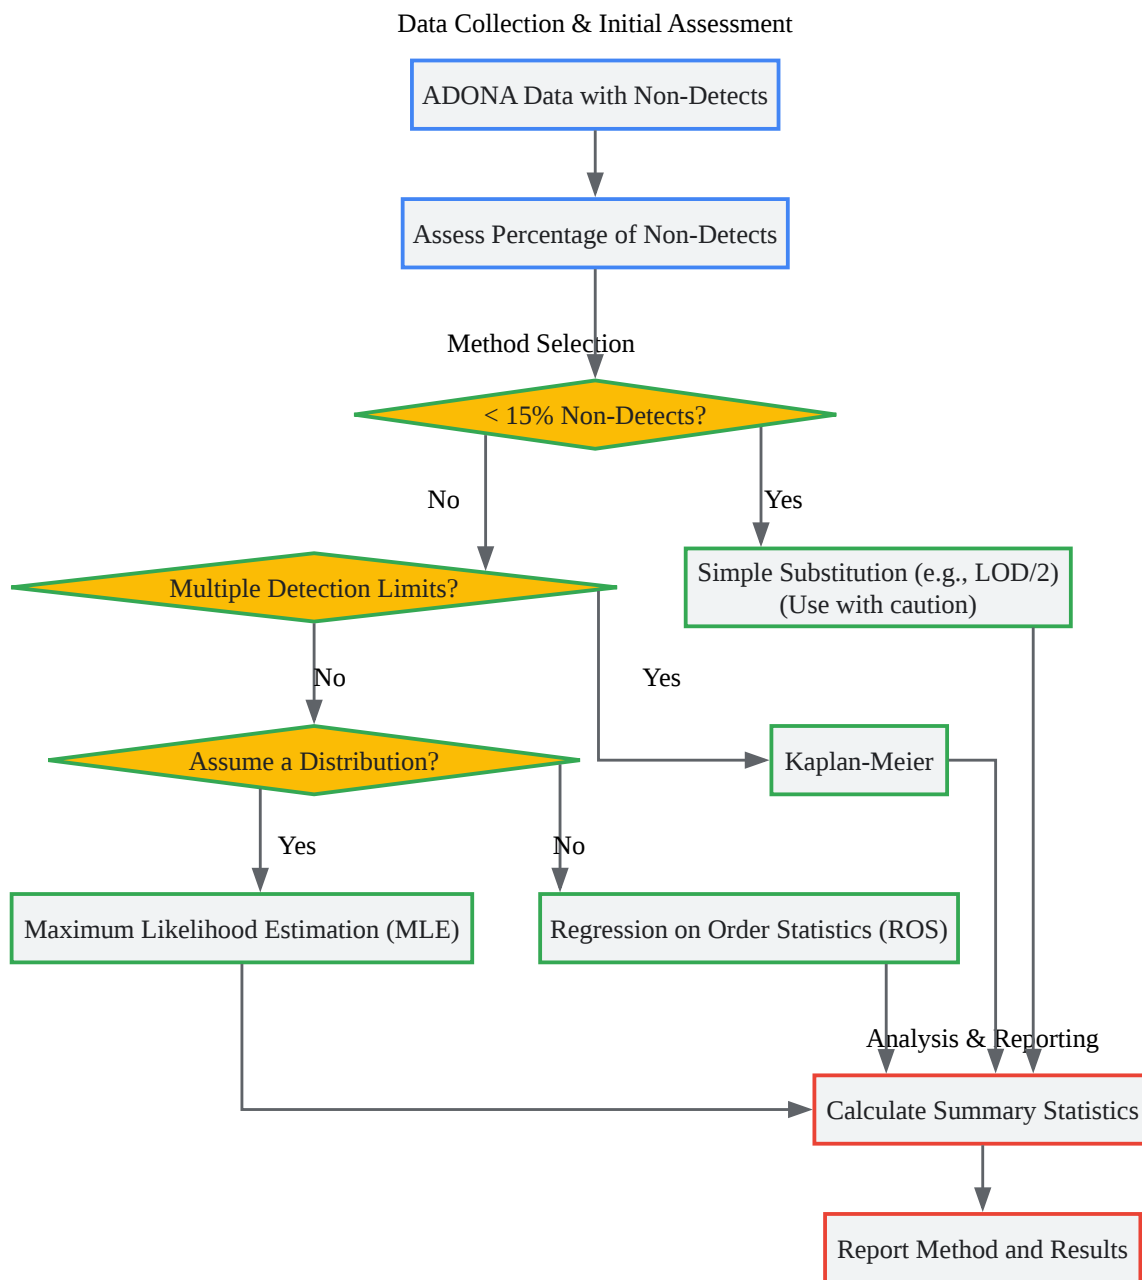 Data Collection & Initial Assessment
ADONA Data with Non-Detects
Assess Percentage of Non-Detects
Method Selection
< 15% Non-Detects?
No
Yes
Multiple Detection Limits?
Simple Substitution (e.g., LOD/2)
(Use with caution)
No
Yes
Assume a Distribution?
Kaplan-Meier
Yes
No
Maximum Likelihood Estimation (MLE)
Regression on Order Statistics (ROS)
Analysis & Reporting
Calculate Summary Statistics
Report Method and Results